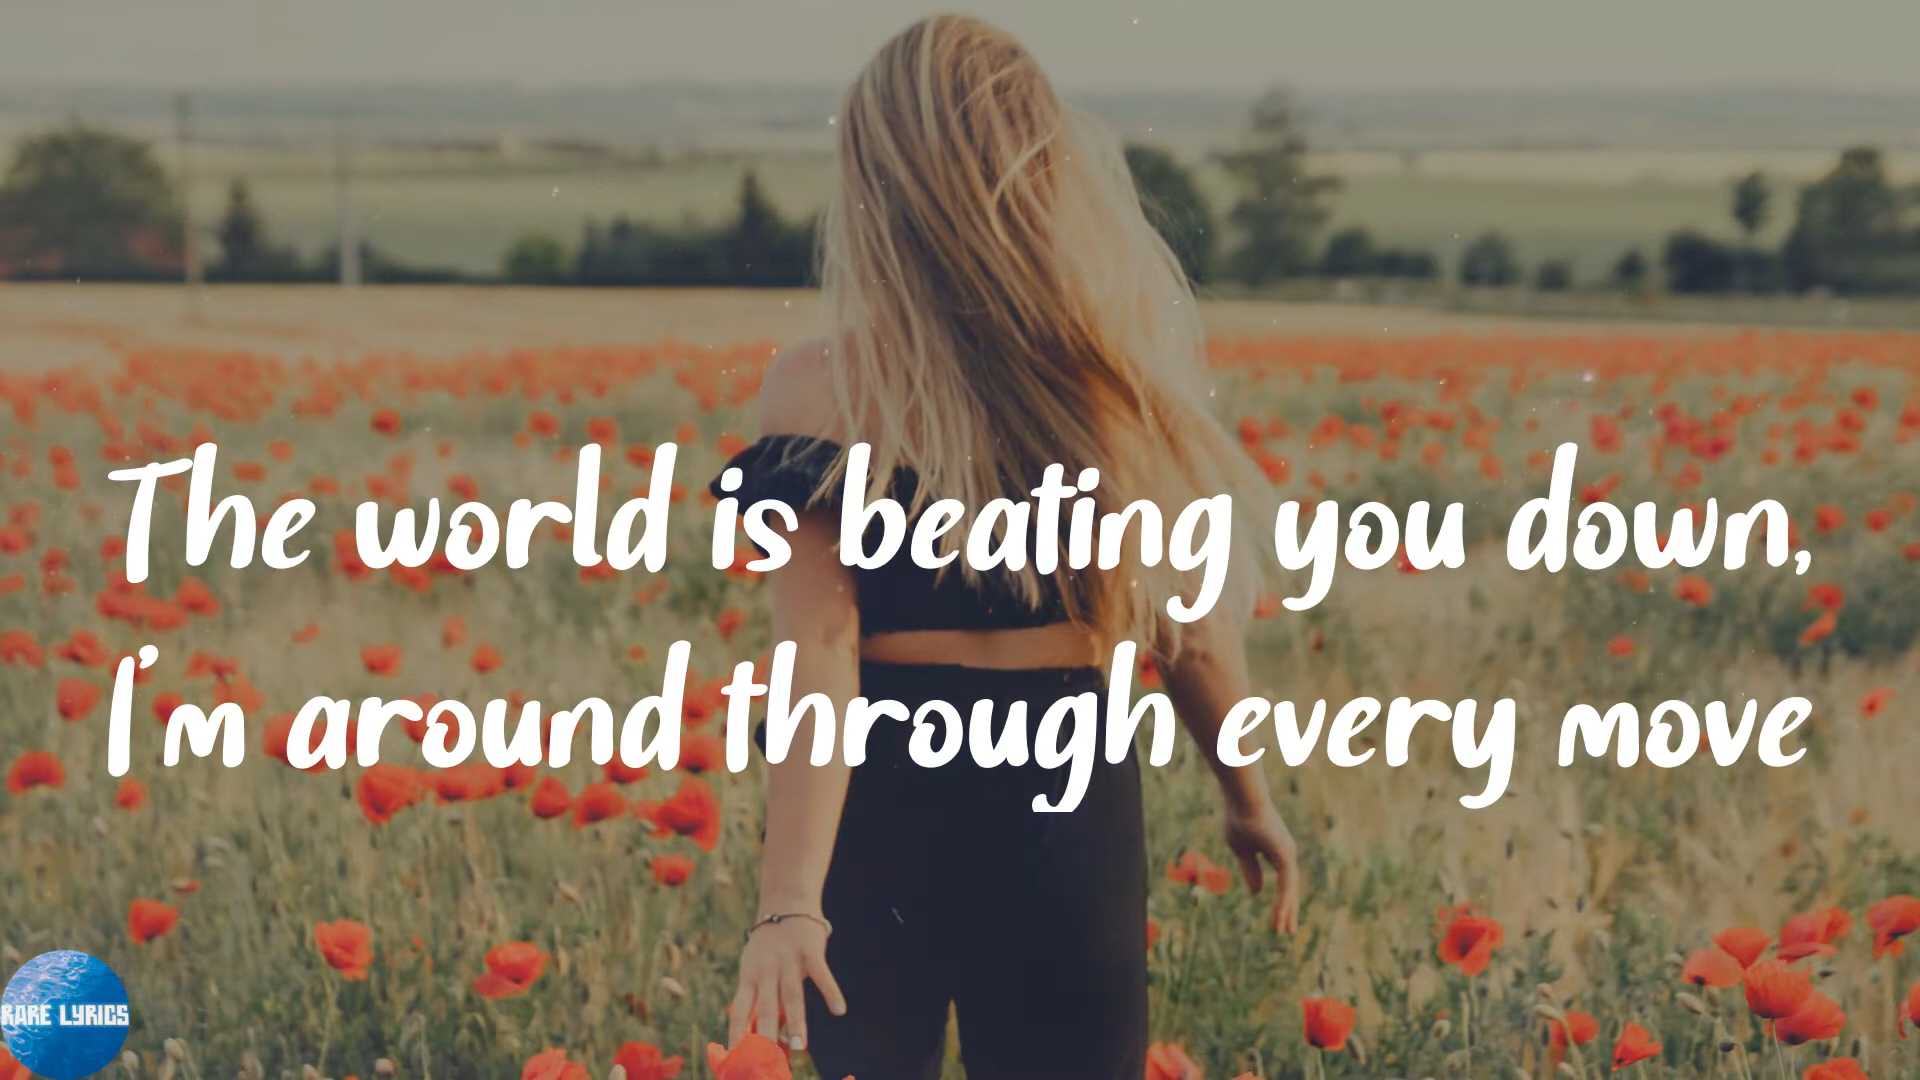 The world is beating you down,
I'm around through every move
RARE LYRICS